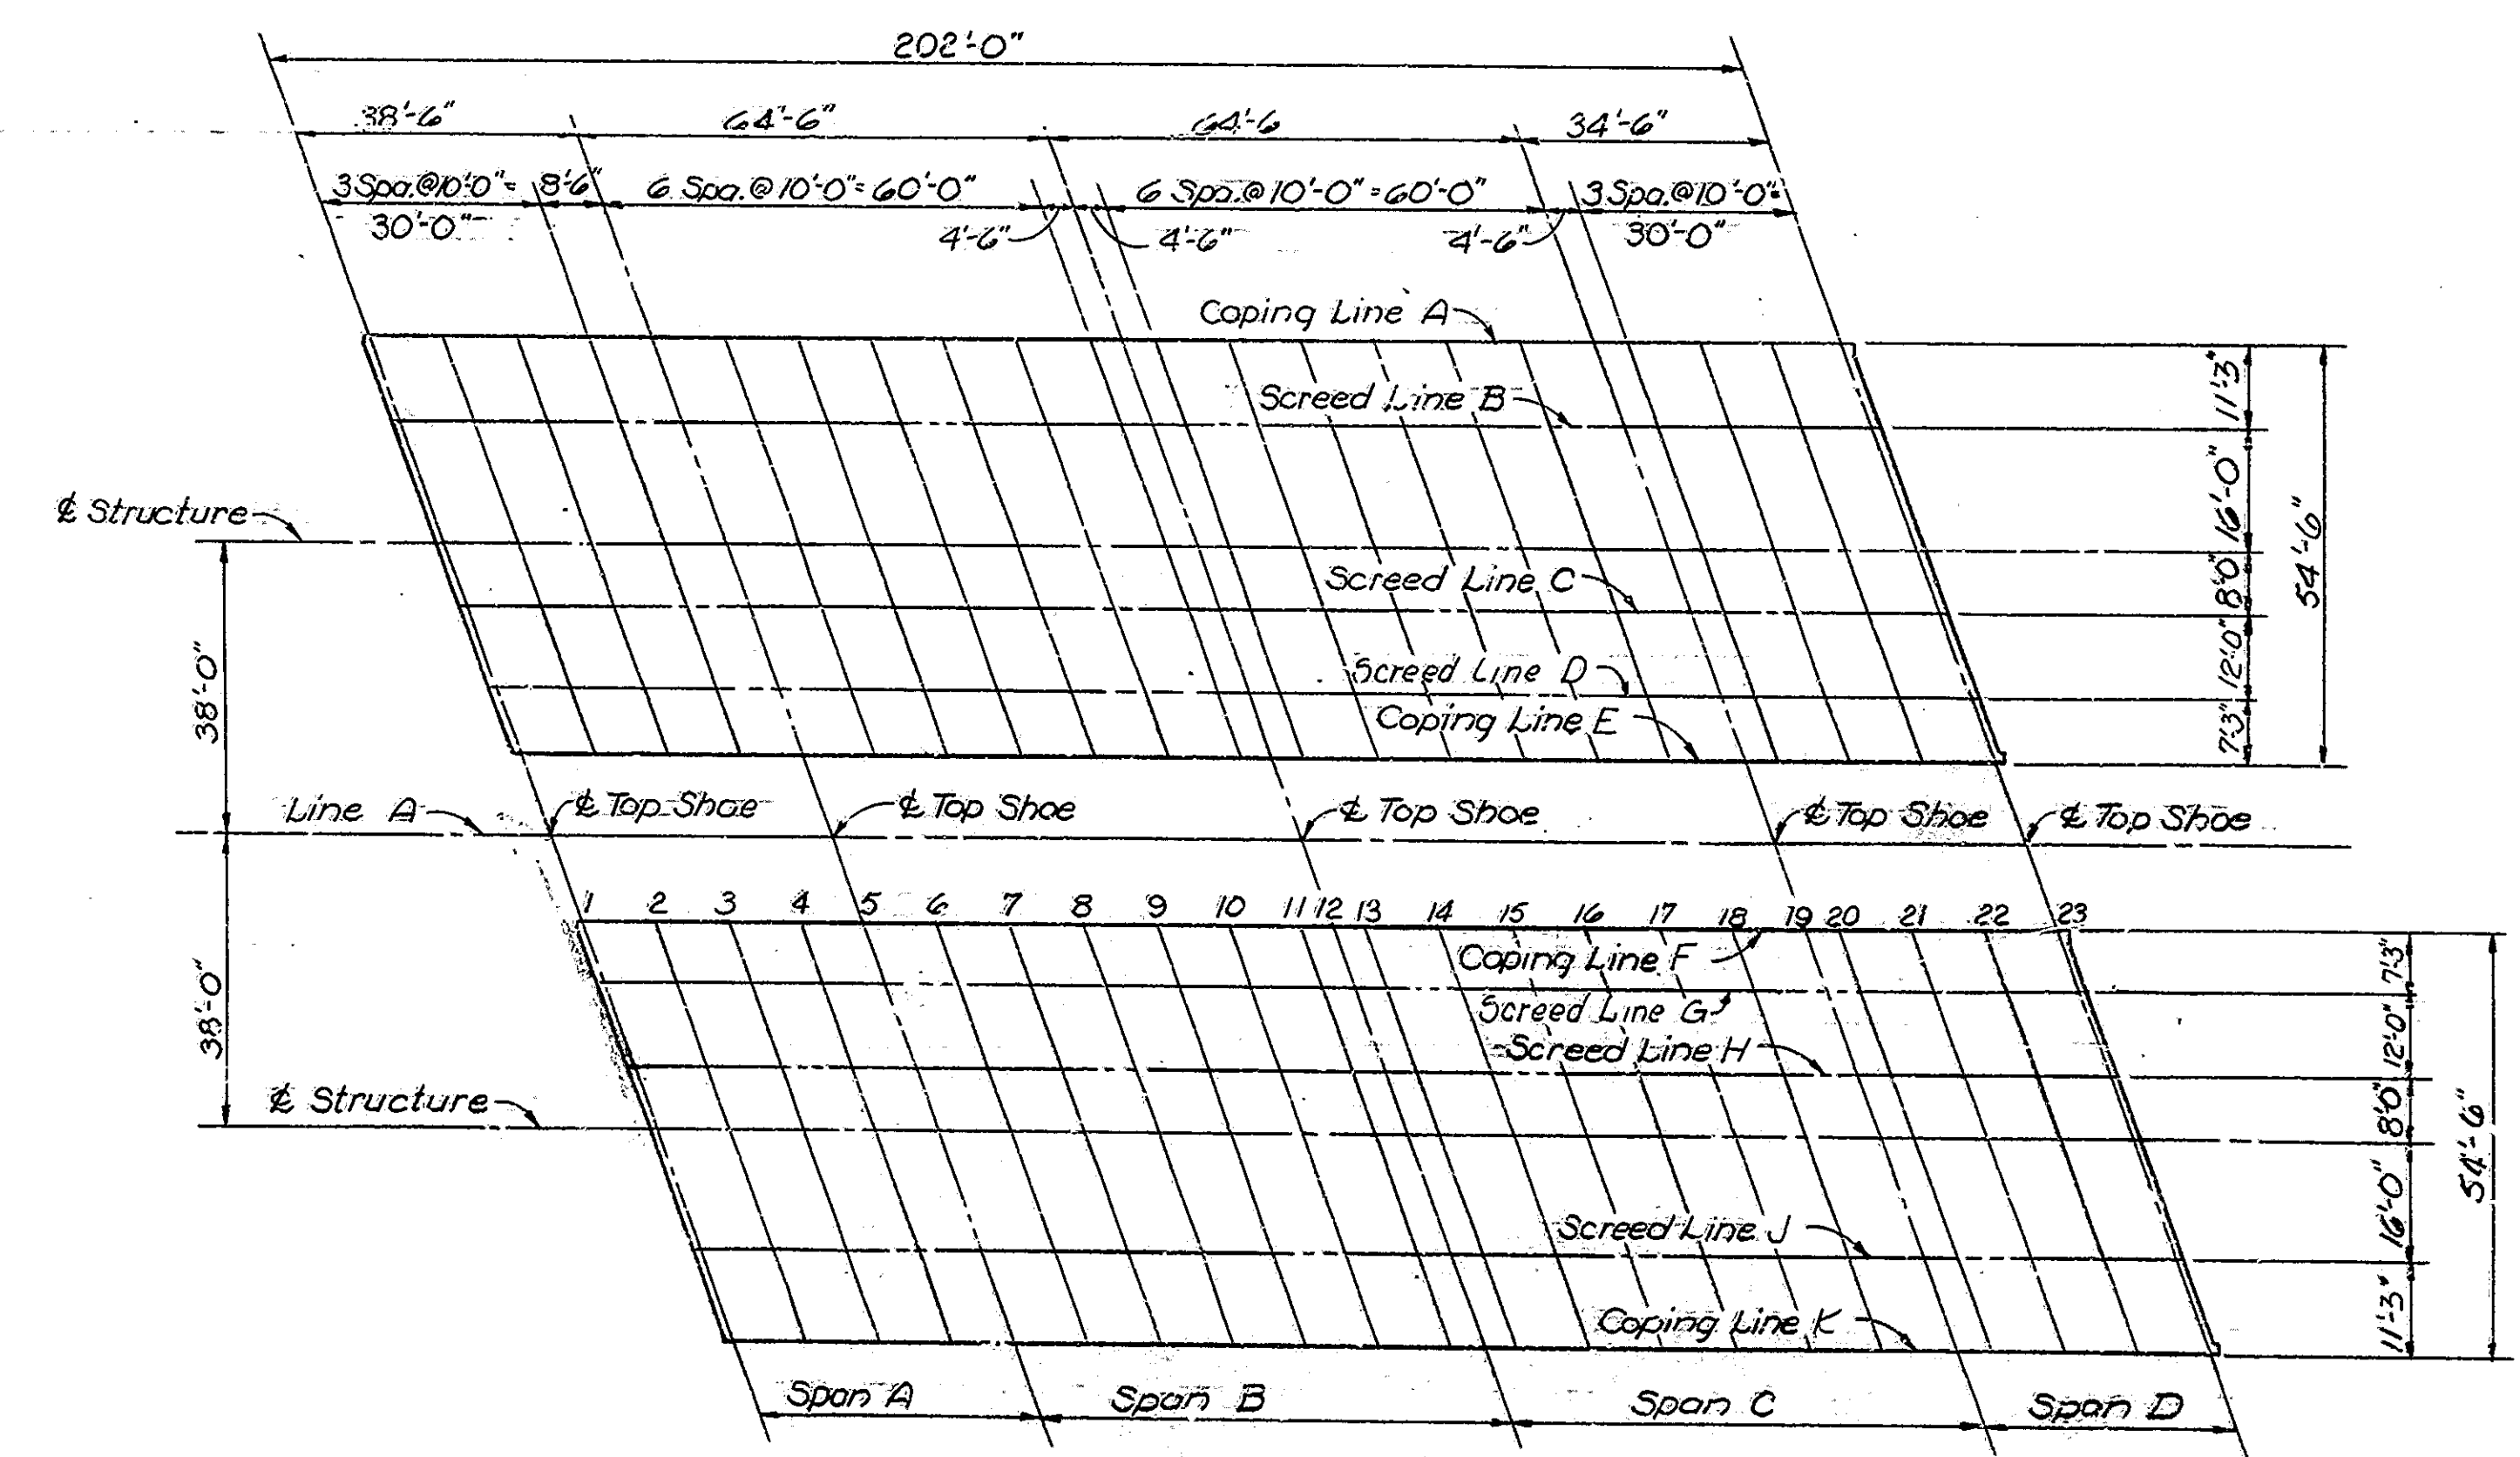 202'-0"
38'-6" 64'-6" 64'-6 34'-6"
3 Spa.@10'-0"= 8'-6" 6 Spa.@10'-0"=60'-0" 6 Spa.@10'-0"=60'-0" 3 Spa.@10'-0"=
30'-0" 4'-6" 4'-6" 4'-6" 30'-0"
Coping Line A
11'-3"
Screed Line B
16'-0"
℄ Structure
54'-6"
Screed Line C
8'-0"
38'-0"
12'-0"
Screed Line D
Coping Line E
7'-3"
Line A ℄ Top Shoe ℄ Top Shoe ℄ Top Shoe ℄ Top Shoe ℄ Top Shoe
1 2 3 4 5 6 7 8 9 10 11 12 13 14 15 16 17 18 19 20 21 22 23
Coping Line F
7'-3"
38'-0"
Screed Line G
12'-0"
Screed Line H
℄ Structure
8'-0"
54'-6"
16'-0"
Screed Line J
11'-3"
Coping Line K
Span A Span B Span C Span D